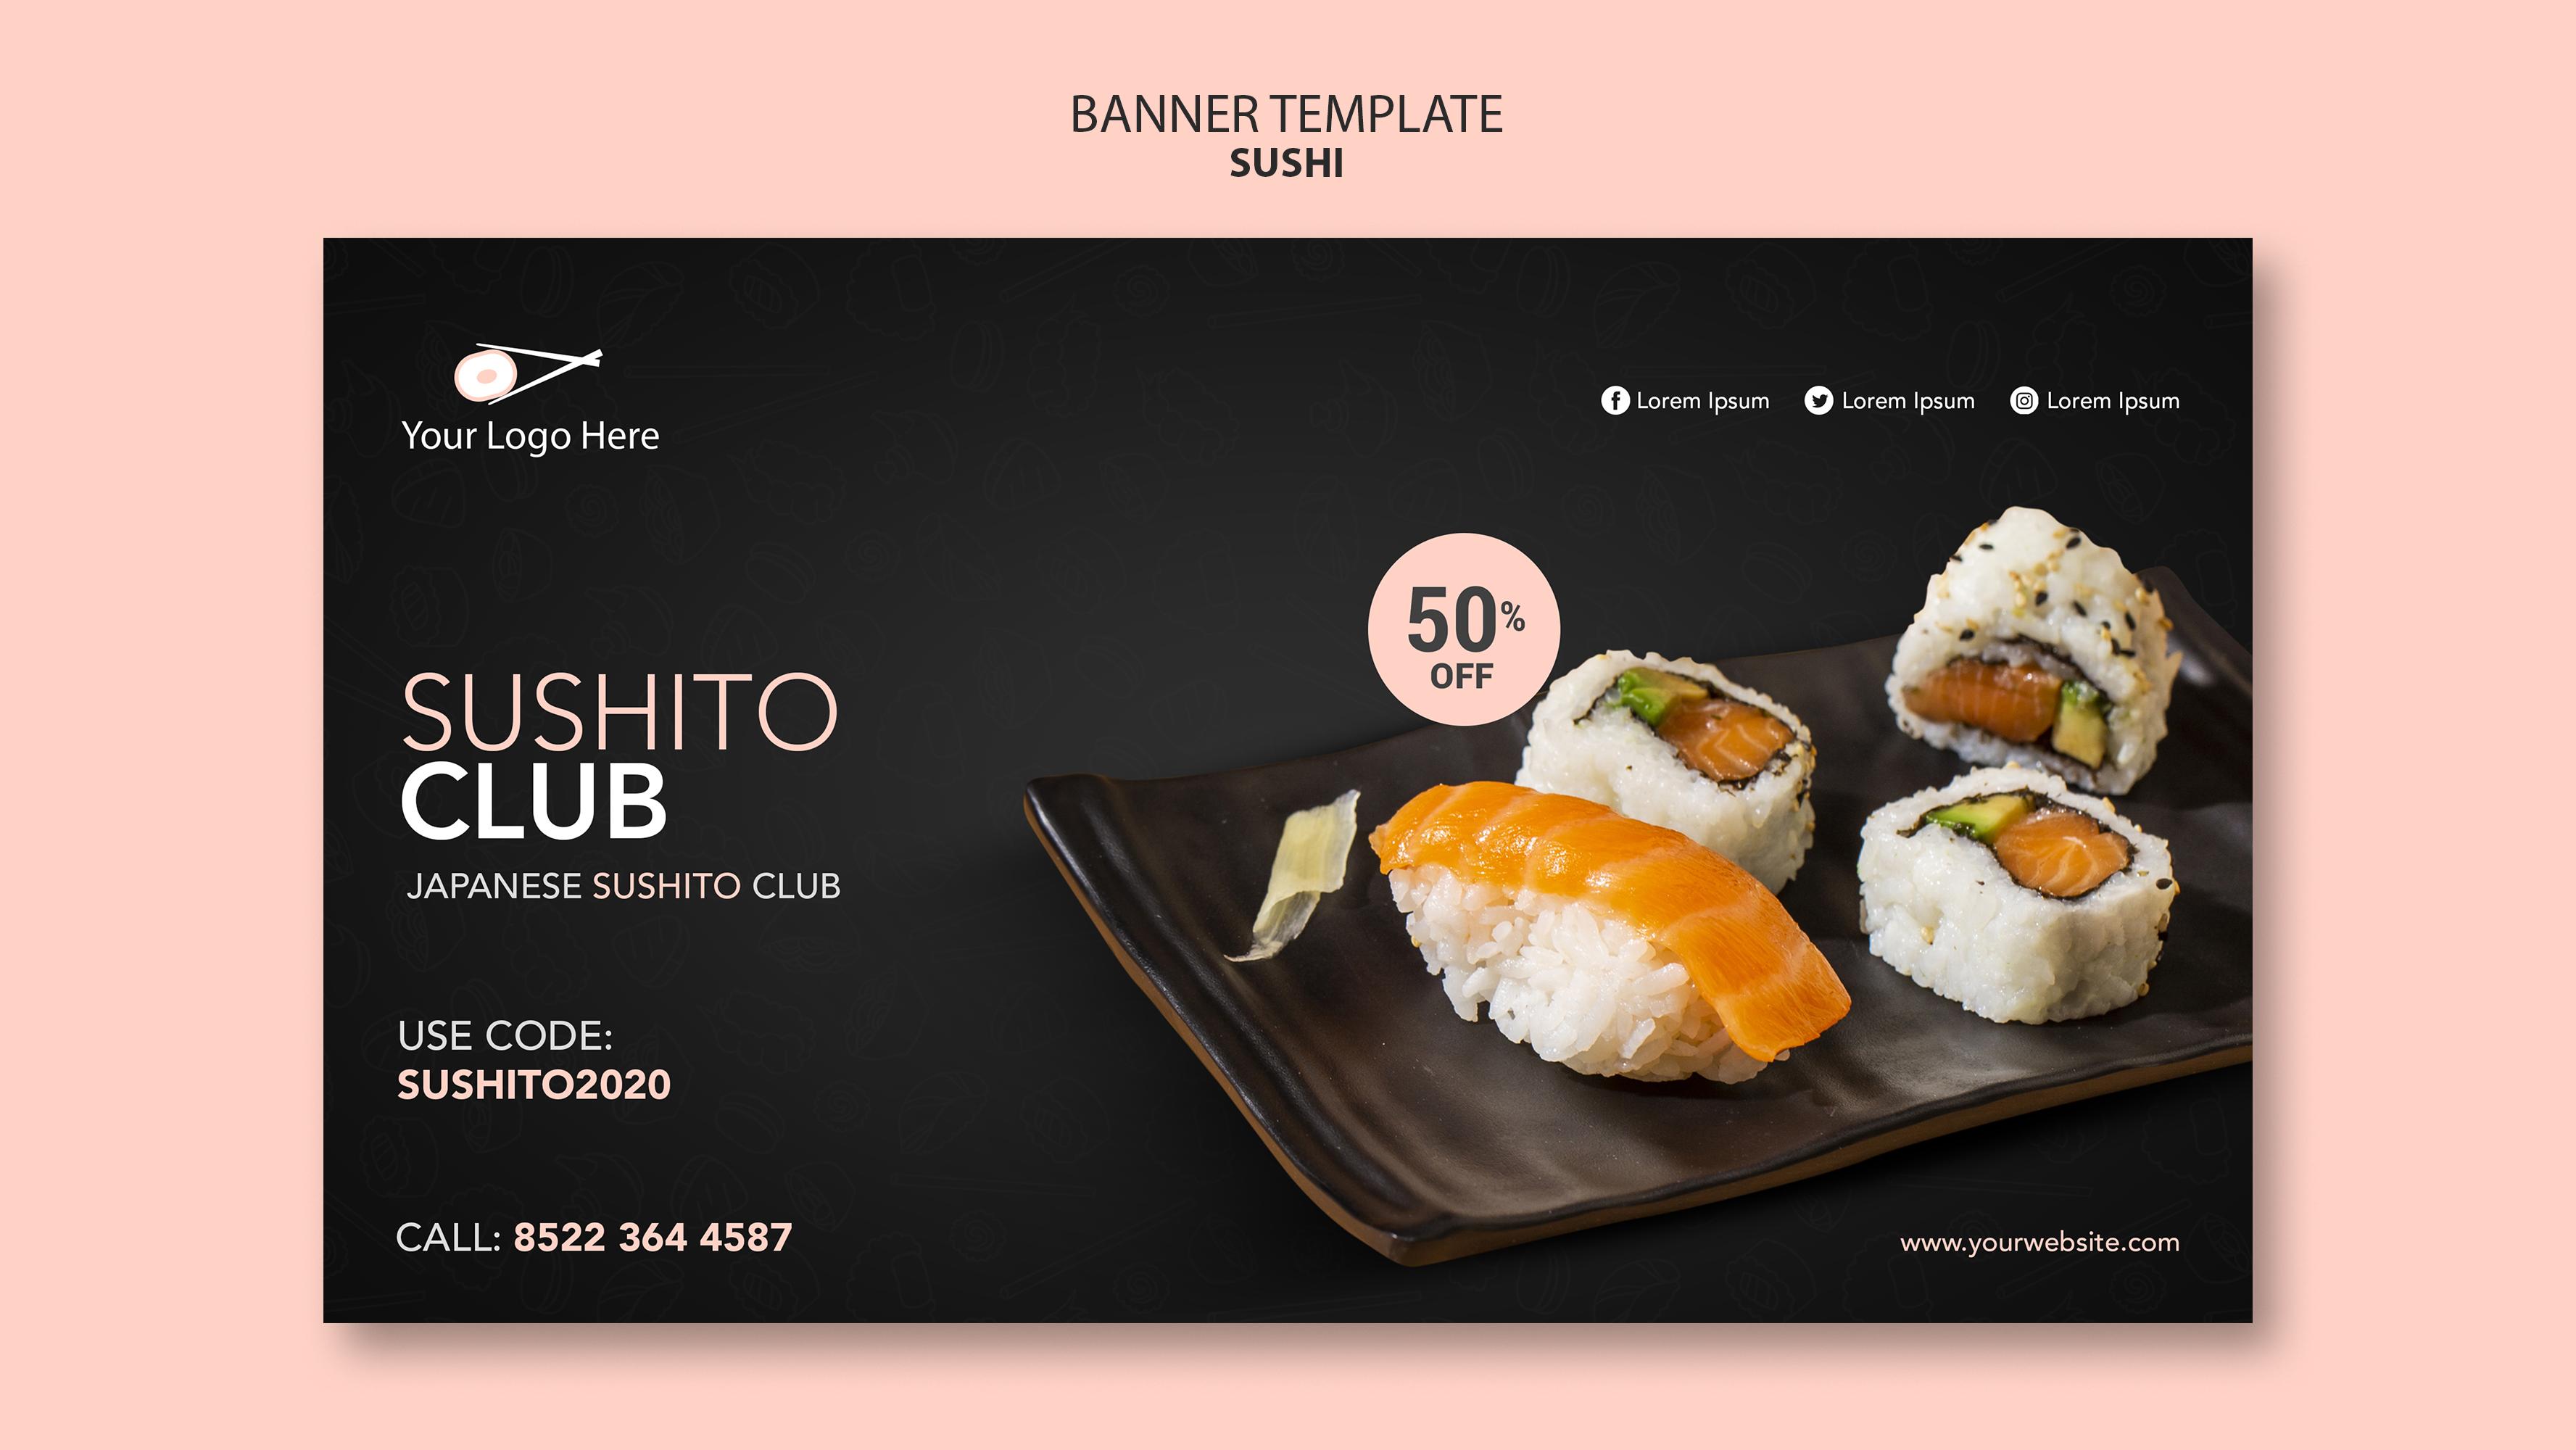 BANNER TEMPLATE
SUSHI
Your Logo Here
Lorem Ipsum Lorem Ipsum Lorem Ipsum
50%
OFF
SUSHITO
CLUB
JAPANESE SUSHITO CLUB
USE CODE:
SUSHITO2020
CALL: 8522 364 4587
www.yourwebsite.com